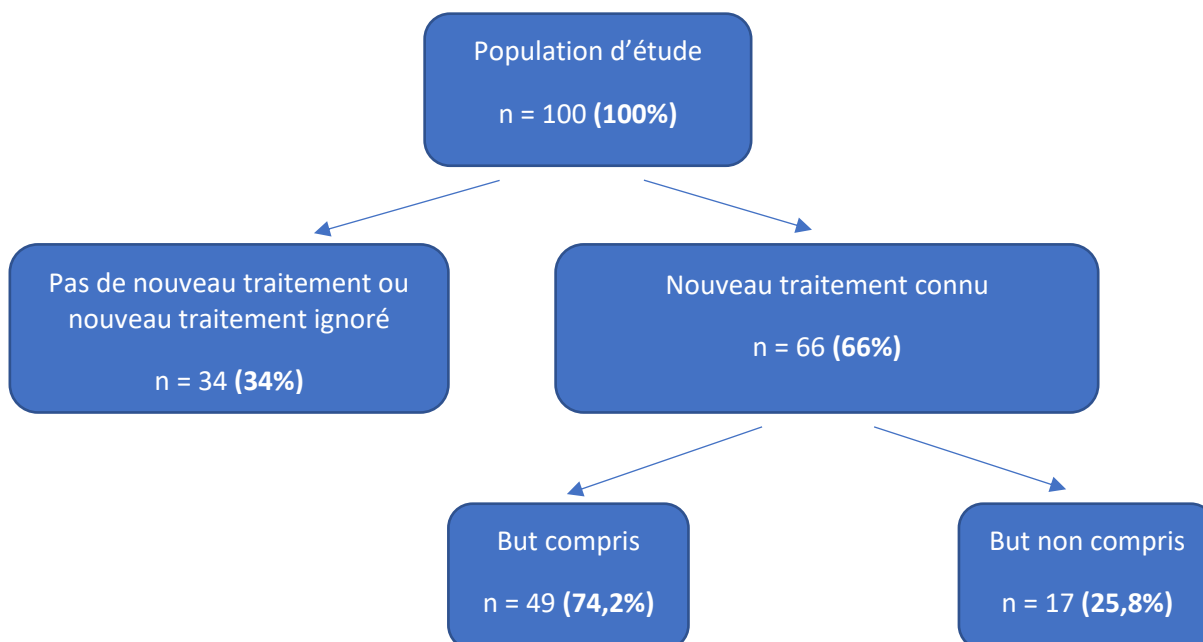 Population d’étude
n = 100 (100%)
Pas de nouveau traitement ou
nouveau traitement ignoré
n = 34 (34%)
Nouveau traitement connu
n = 66 (66%)
But compris
n = 49 (74,2%)
But non compris
n = 17 (25,8%)